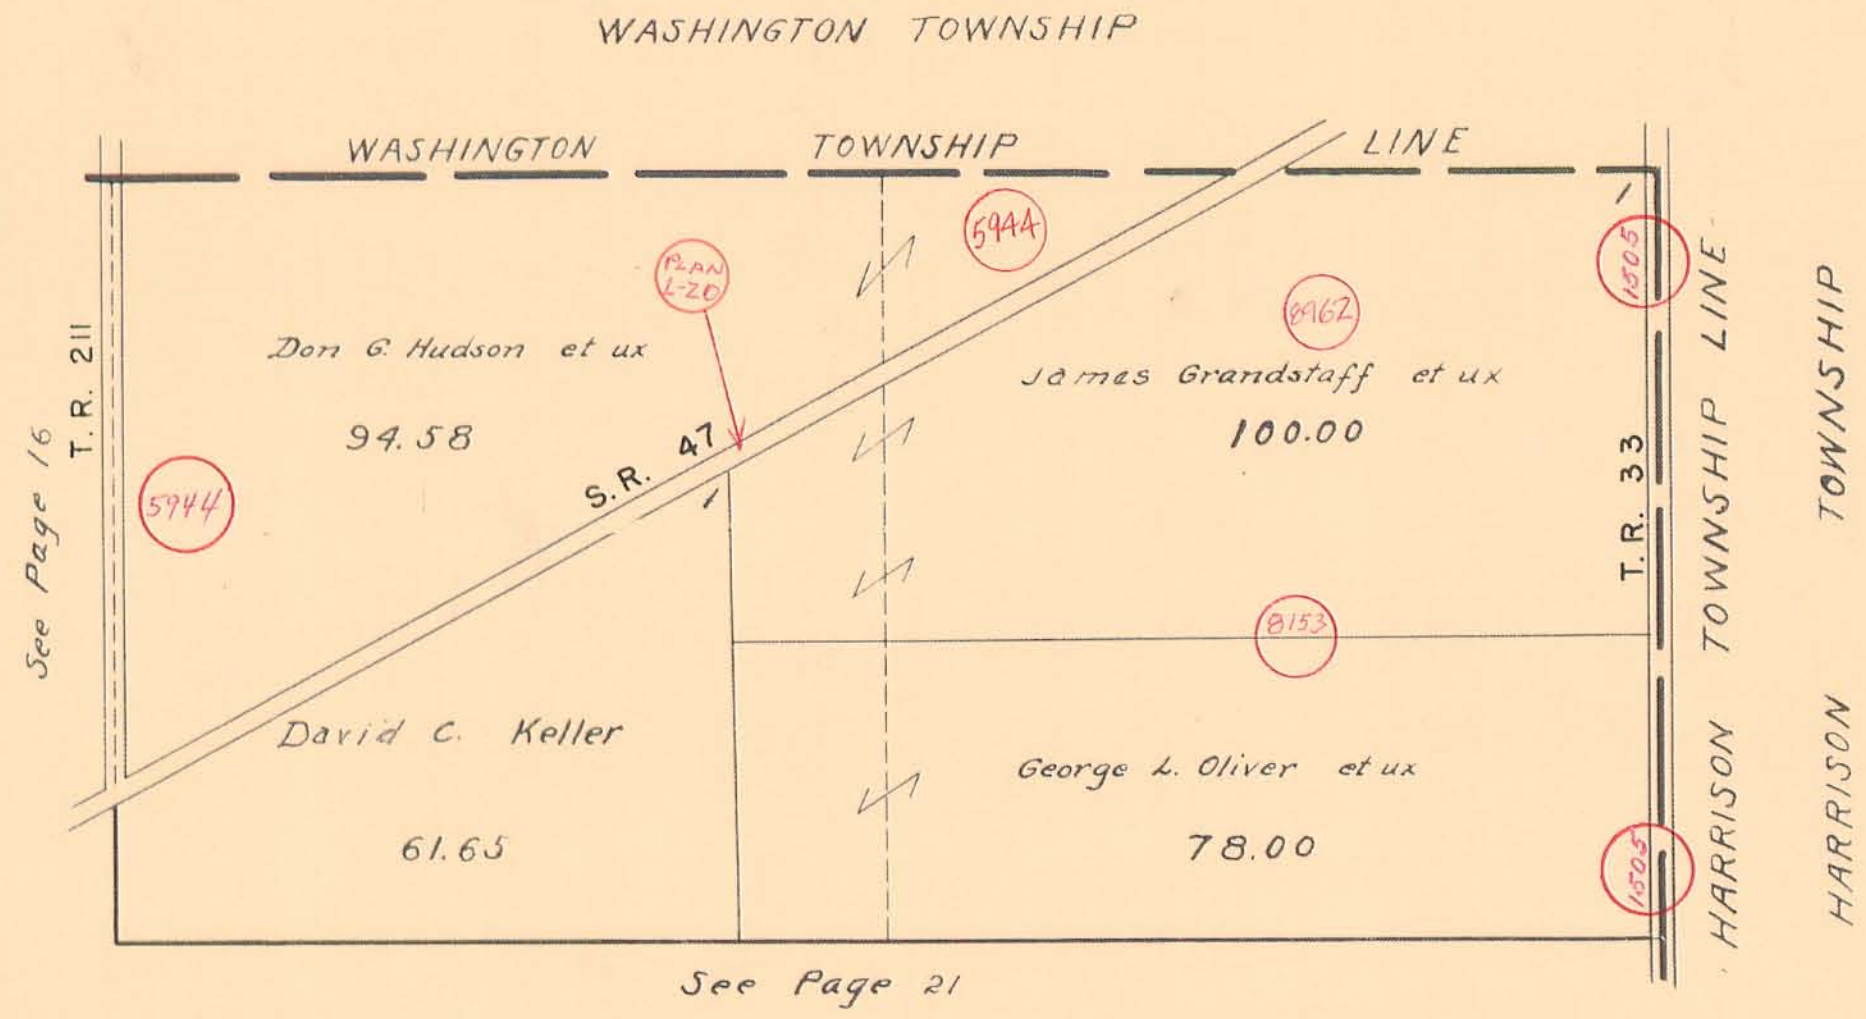 WASHINGTON TOWNSHIP
WASHINGTON TOWNSHIP LINE
5944
PLAN
L-20
8962
1505
T. R. 211
See Page 16
Don G. Hudson et ux
94.58
James Grandstaff et ux
100.00
S. R. 47
5944
T. R. 33
HARRISON TOWNSHIP LINE
HARRISON TOWNSHIP
8153
David C. Keller
61.65
George L. Oliver et ux
78.00
1505
See Page 21